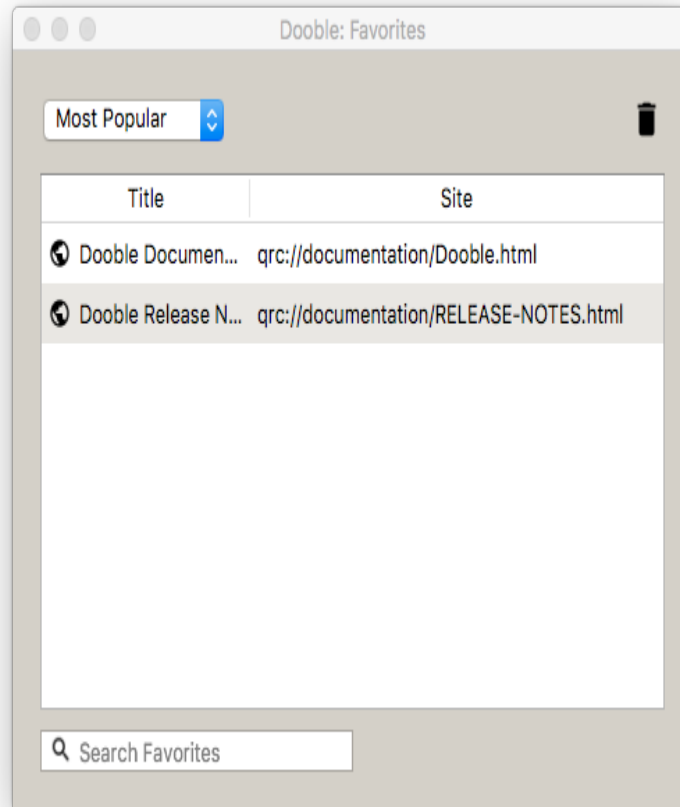 Dooble: Favorites
Most Popular
Title Site
Dooble Documen... qrc://documentation/Dooble.html
Dooble Release N... qrc://documentation/RELEASE-NOTES.html
Search Favorites